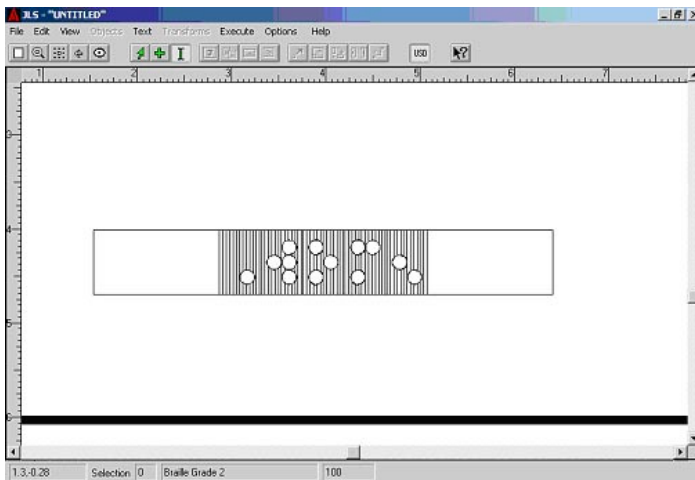 JLS - "UNTITLED"
File Edit View Objects Text Transforms Execute Options Help
USD
1 2 3 4 5 6 7
3
4
⠠⠺⠕⠍⠢
5
6
1.3,-0.28 Selection 0 Braille Grade 2 100